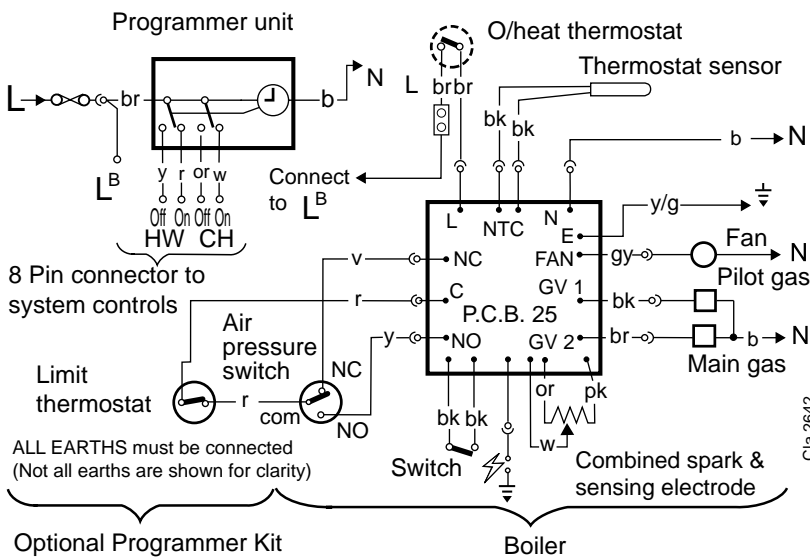 Programmer unit
O/heat thermostat
Thermostat sensor
L br b N
L br br
bk bk
b N
L B
y r or w
Off On Off On
HW CH
Connect
to L B
8 Pin connector to
system controls
L NTC N
E y/g
v NC FAN gy Fan N
Pilot gas
r C GV 1 bk
P.C.B. 25
y NO GV 2 br b N
Main gas
Air
pressure
switch
NC
Limit
thermostat
r com
NO
bk bk
or pk
w
Switch
Combined spark &
sensing electrode
ALL EARTHS must be connected
(Not all earths are shown for clarity)
Optional Programmer Kit
Boiler
Cla 2642